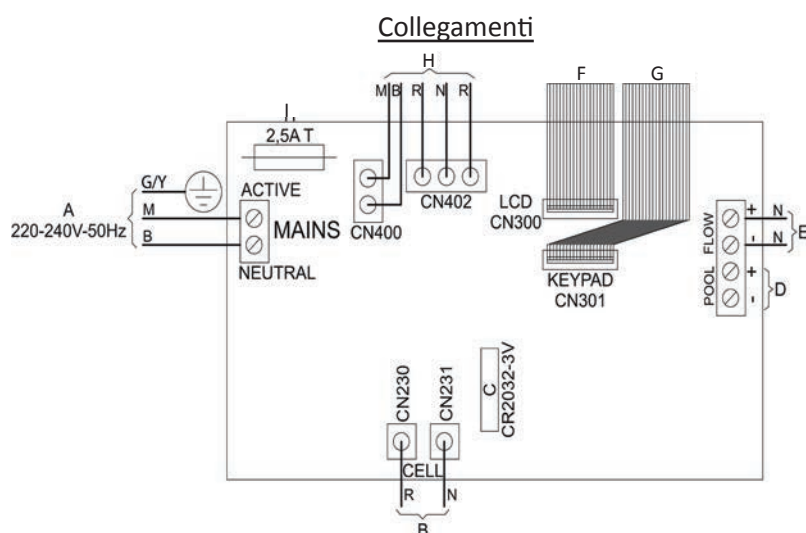 Collegamenti
H
F G
M B R N R
J.
2,5A T
G/Y
ACTIVE
A
220-240V-50Hz
M
MAINS
B
NEUTRAL
CN400
CN402
LCD
CN300
KEYPAD
CN301
FLOW
+ N
- N
E
POOL
+
-
D
CN230
CN231
C
CR2032-3V
CELL
R N
B